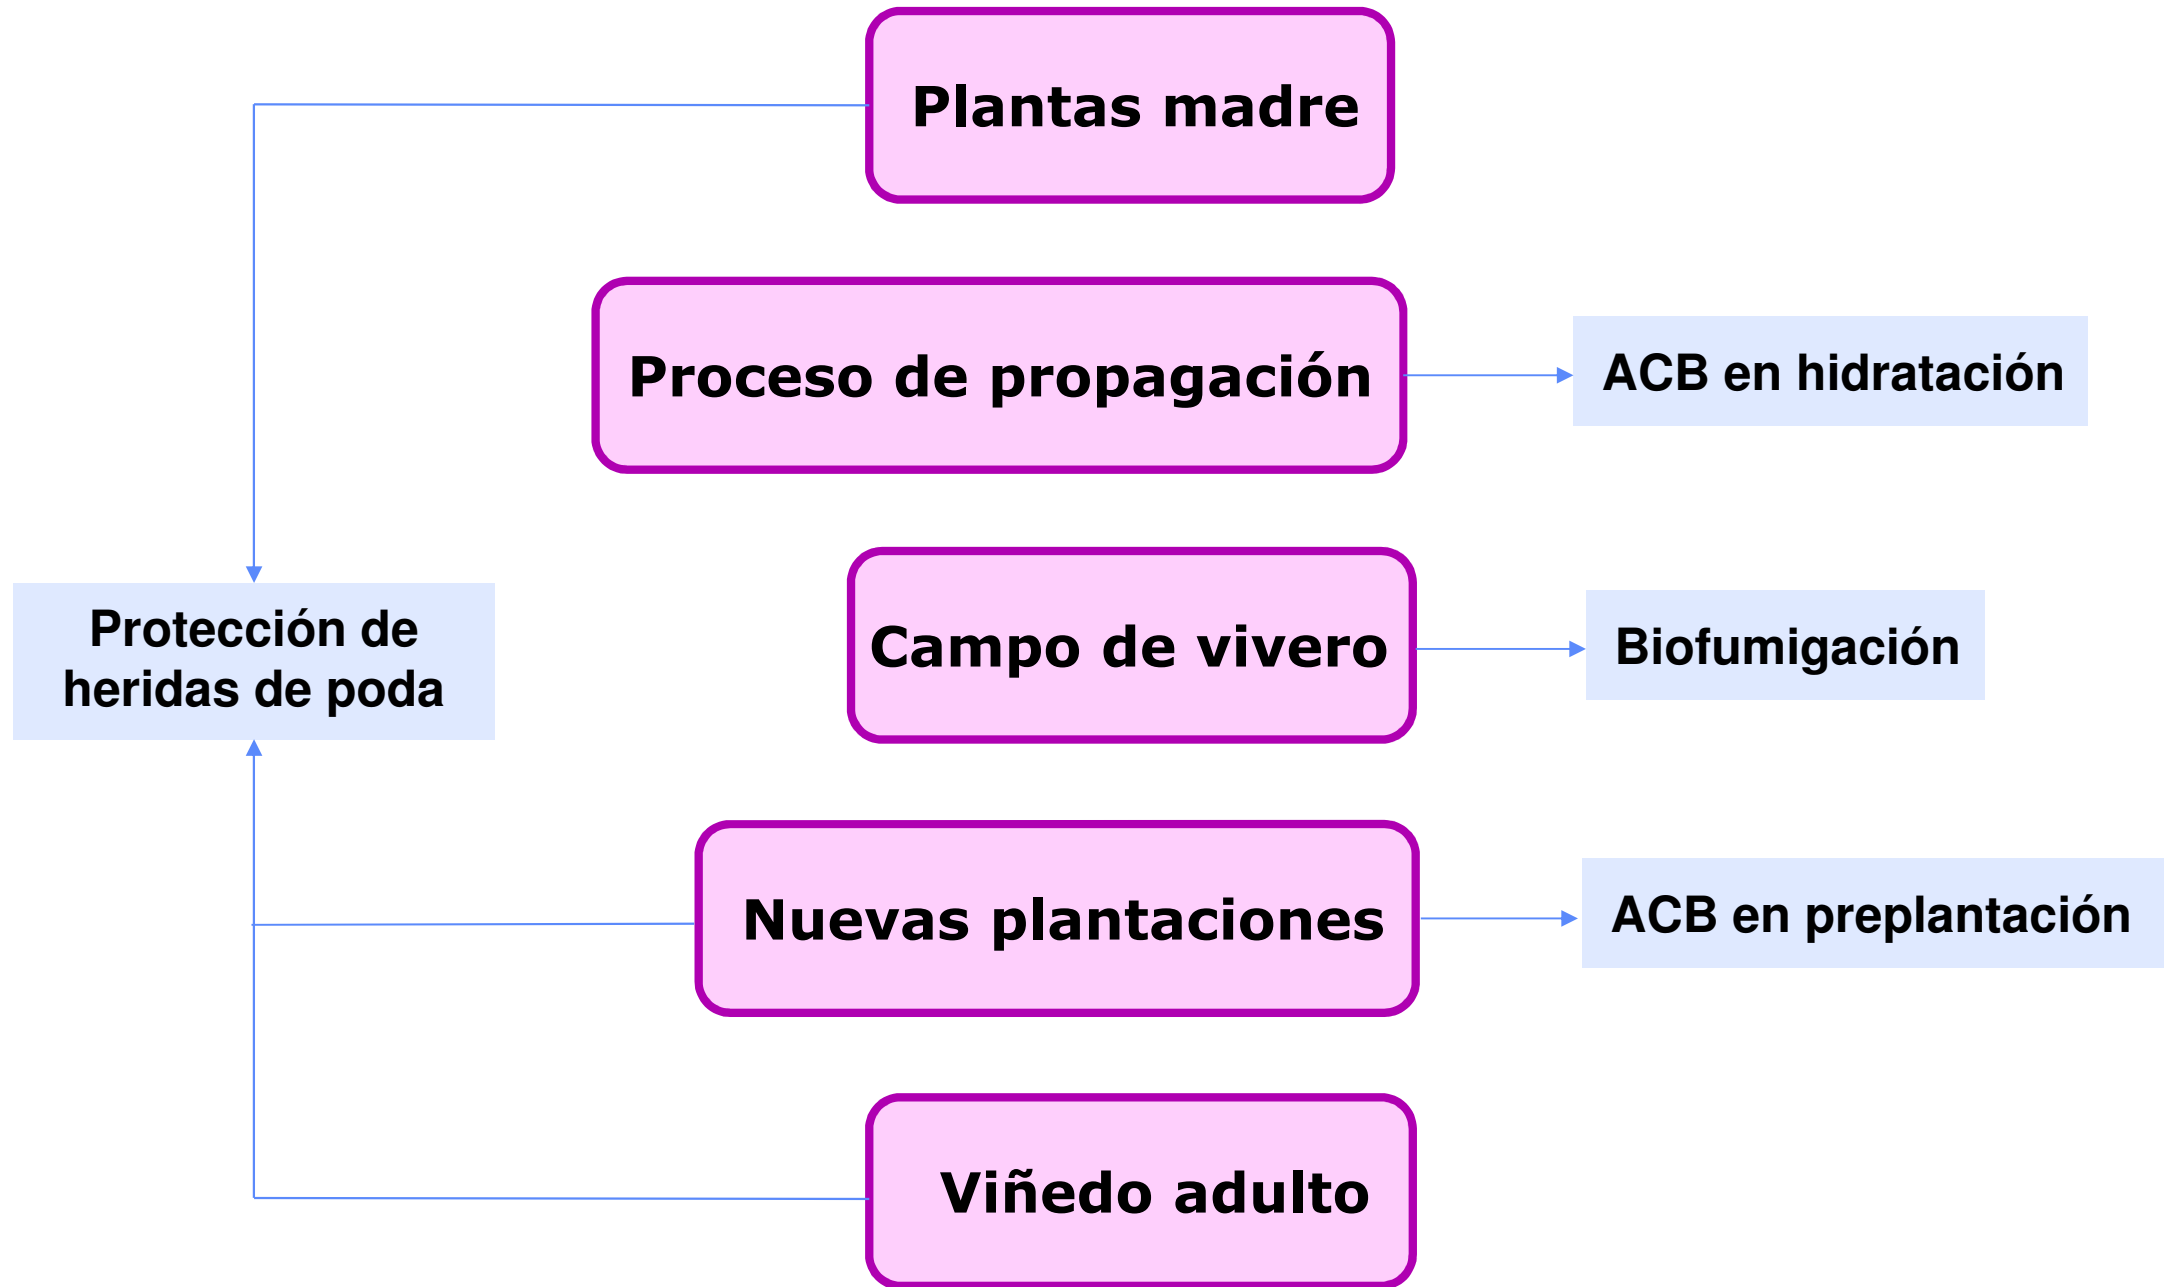 Plantas madre
Proceso de propagación
ACB en hidratación
Protección de
heridas de poda
Campo de vivero
Biofumigación
Nuevas plantaciones
ACB en preplantación
Viñedo adulto